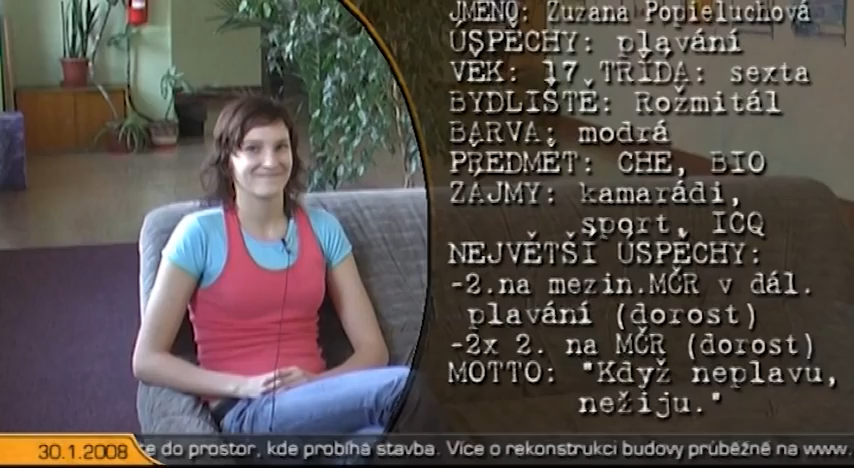 JMENO: Zuzana Popieluchová
ÚSPĚCHY: plavání
VĚK: 17 TŘÍDA: sexta
BYDLIŠTĚ: Rožmitál
BARVA: modrá
PŘEDMĚT: CHE, BIO
ZÁJMY: kamarádi,
sport, ICQ
NEJVĚTŠÍ ÚSPĚCHY:
-2.na mezin.MČR v dál.
plavání (dorost)
-2x 2. na MČR (dorost)
MOTTO: "Když neplavu,
nežiju."
30.1.2008 do prostor, kde probíhá stavba. Více o rekonstrukci budovy průběžně na www.